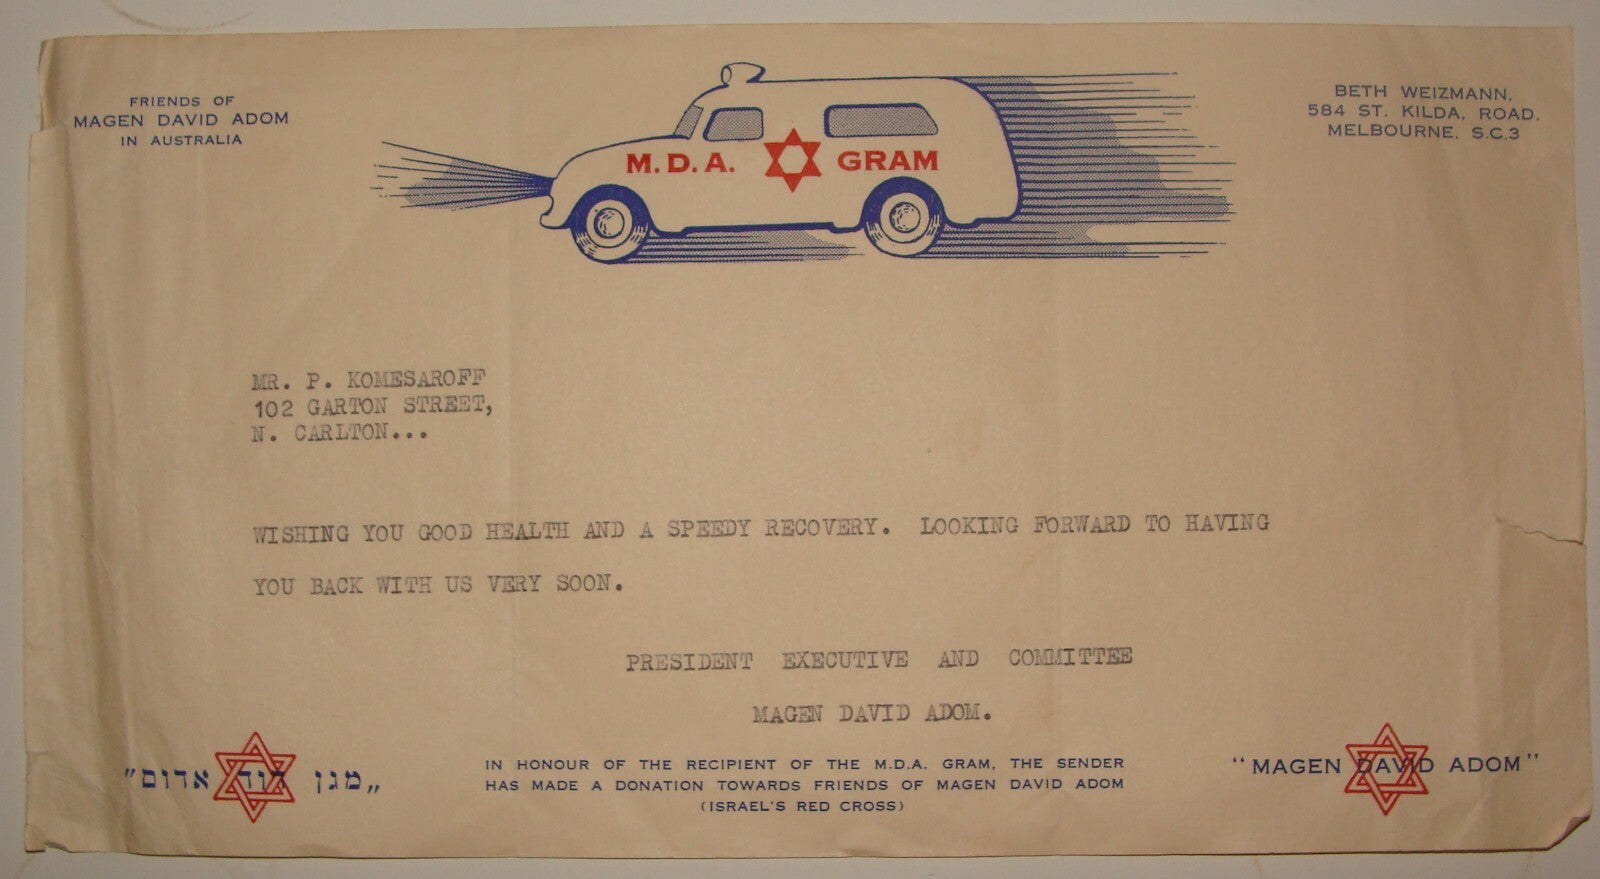 FRIENDS OF
MAGEN DAVID ADOM
IN AUSTRALIA
M.D.A. GRAM
BETH WEIZMANN,
584 ST. KILDA, ROAD,
MELBOURNE, S.C.3
MR. P. KOMESAROFF
102 GARTON STREET,
N. CARLTON...
WISHING YOU GOOD HEALTH AND A SPEEDY RECOVERY. LOOKING FORWARD TO HAVING
YOU BACK WITH US VERY SOON.
PRESIDENT EXECUTIVE AND COMMITTEE
MAGEN DAVID ADOM.
„מגן דוד אדום”
IN HONOUR OF THE RECIPIENT OF THE M.D.A. GRAM, THE SENDER
HAS MADE A DONATION TOWARDS FRIENDS OF MAGEN DAVID ADOM
(ISRAEL'S RED CROSS)
"MAGEN DAVID ADOM"